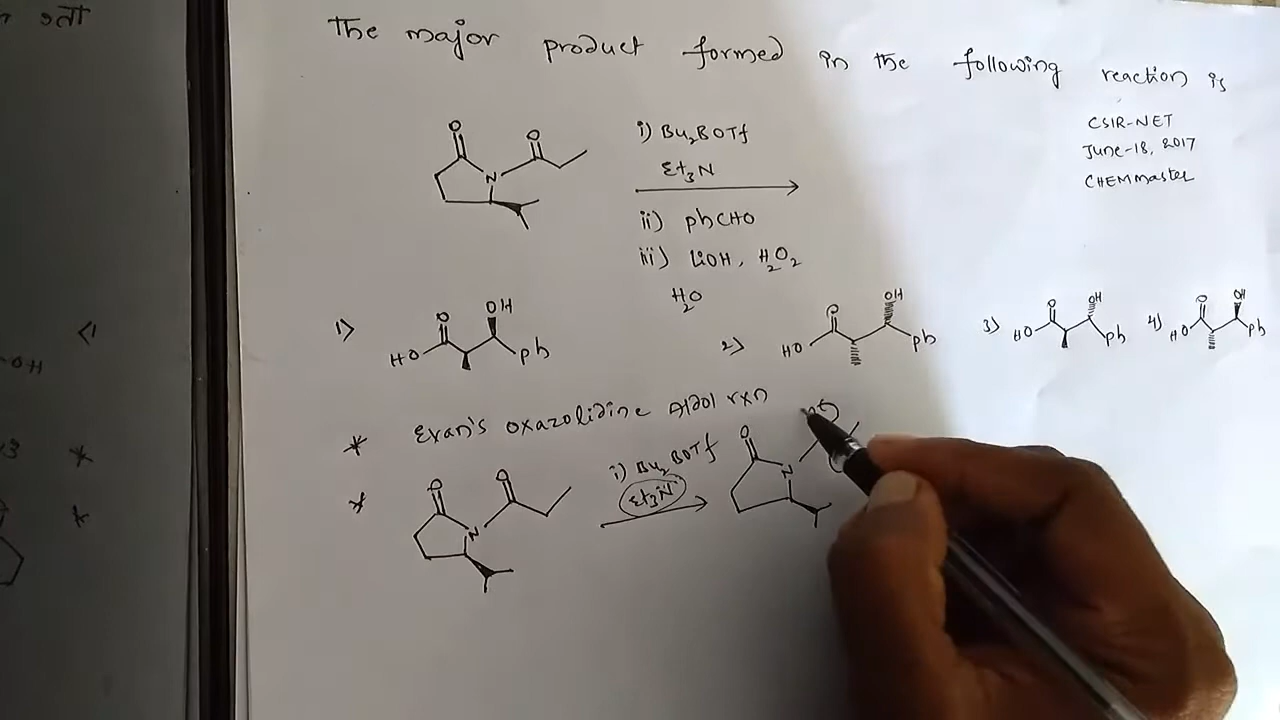 The major product formed in the following reaction is
CSIR-NET
June-18, 2017
CHEMmaster
O O
N
i) Bu2BOTf
Et3N
ii) phCHO
iii) LiOH, H2O2
H2O
1) HO O OH ph
2) HO O OH ph
3) HO O OH ph
4) HO O OH ph
* Evan's oxazolidine Aldol rxn
* O O N
i) Bu2BOTf
Et3N
O N
OH
*
*